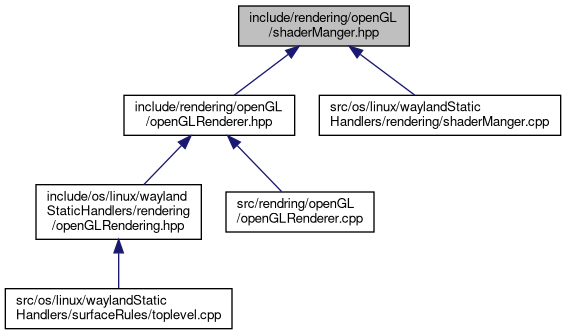 include/rendering/openGL
/shaderManger.hpp
include/rendering/openGL
/openGLRenderer.hpp
src/os/linux/waylandStatic
Handlers/rendering/shaderManger.cpp
include/os/linux/wayland
StaticHandlers/rendering
/openGLRendering.hpp
src/rendring/openGL
/openGLRenderer.cpp
src/os/linux/waylandStatic
Handlers/surfaceRules/toplevel.cpp